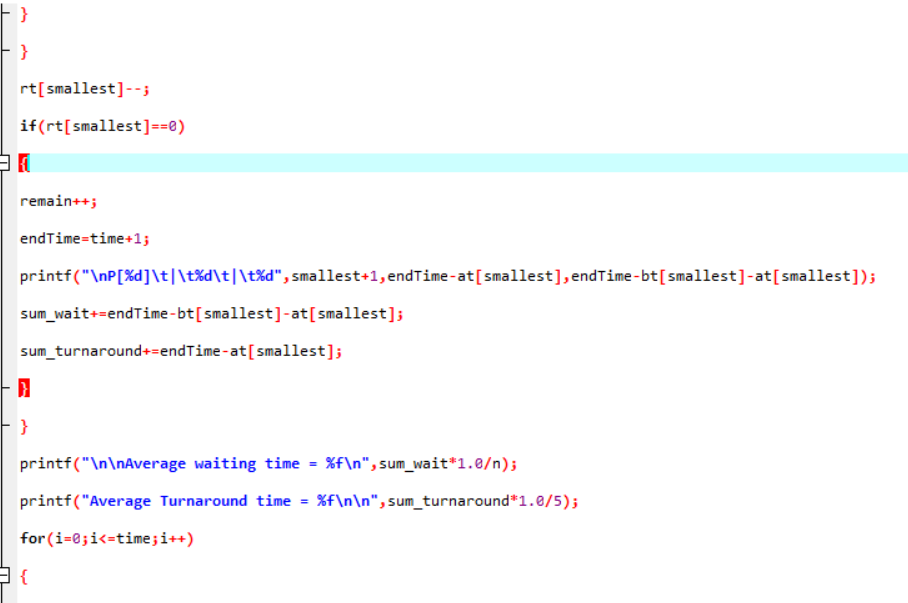 }
}
rt[smallest]--;
if(rt[smallest]==0)
{
remain++;
endTime=time+1;
printf("\nP[%d]\t|\t%d\t|\t%d",smallest+1,endTime-at[smallest],endTime-bt[smallest]-at[smallest]);
sum_wait+=endTime-bt[smallest]-at[smallest];
sum_turnaround+=endTime-at[smallest];
}
}
printf("\n\nAverage waiting time = %f\n",sum_wait*1.0/n);
printf("Average Turnaround time = %f\n\n",sum_turnaround*1.0/5);
for(i=0;i<=time;i++)
{